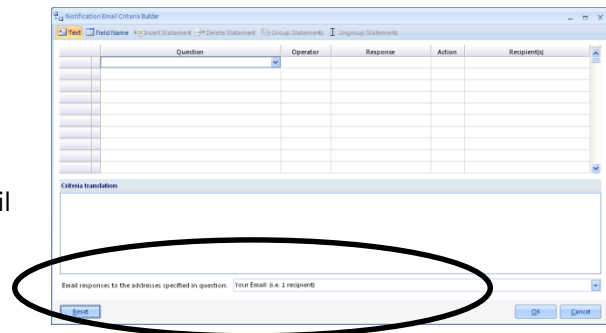 Notification Email Criteria Builder
Text Field Name Insert Statement Delete Statement Group Statements Ungroup Statements
Question Operator Response Action Recipient(s)
il
Criteria translation
Email responses to the addresses specified in question: Your Email: (i.e. 1 recipient)
Reset OK Cancel